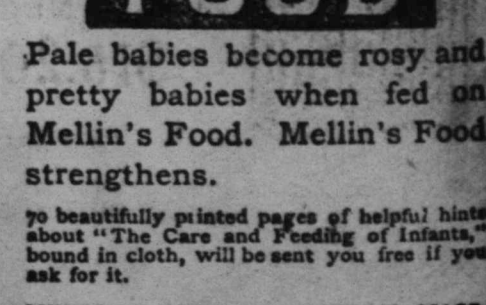 FOOD
Pale babies become rosy and
pretty babies when fed on
Mellin's Food. Mellin's Food
strengthens.
70 beautifully printed pages of helpful hints
about "The Care and Feeding of Infants,"
bound in cloth, will be sent you free if you
ask for it.